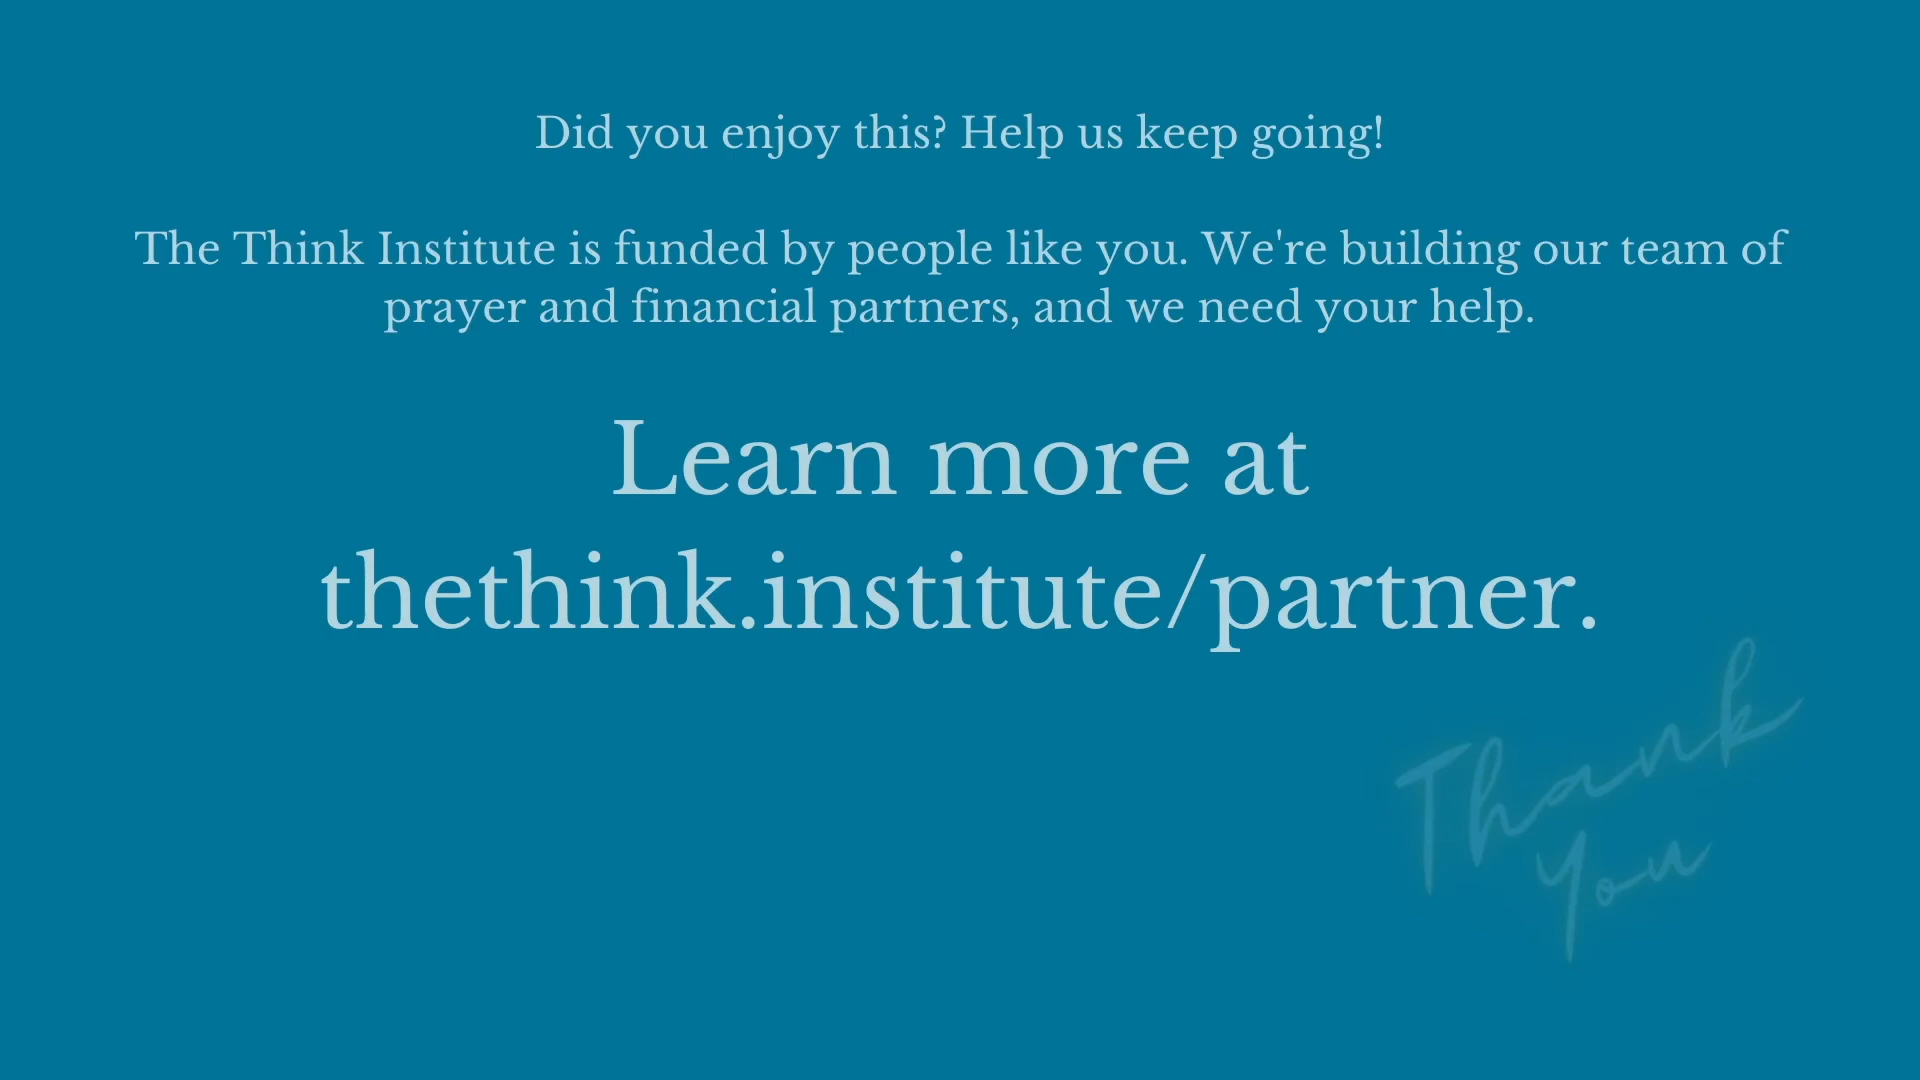 Did you enjoy this? Help us keep going!
The Think Institute is funded by people like you. We're building our team of
prayer and financial partners, and we need your help.
Learn more at
thethink.institute/partner.
Thank
You